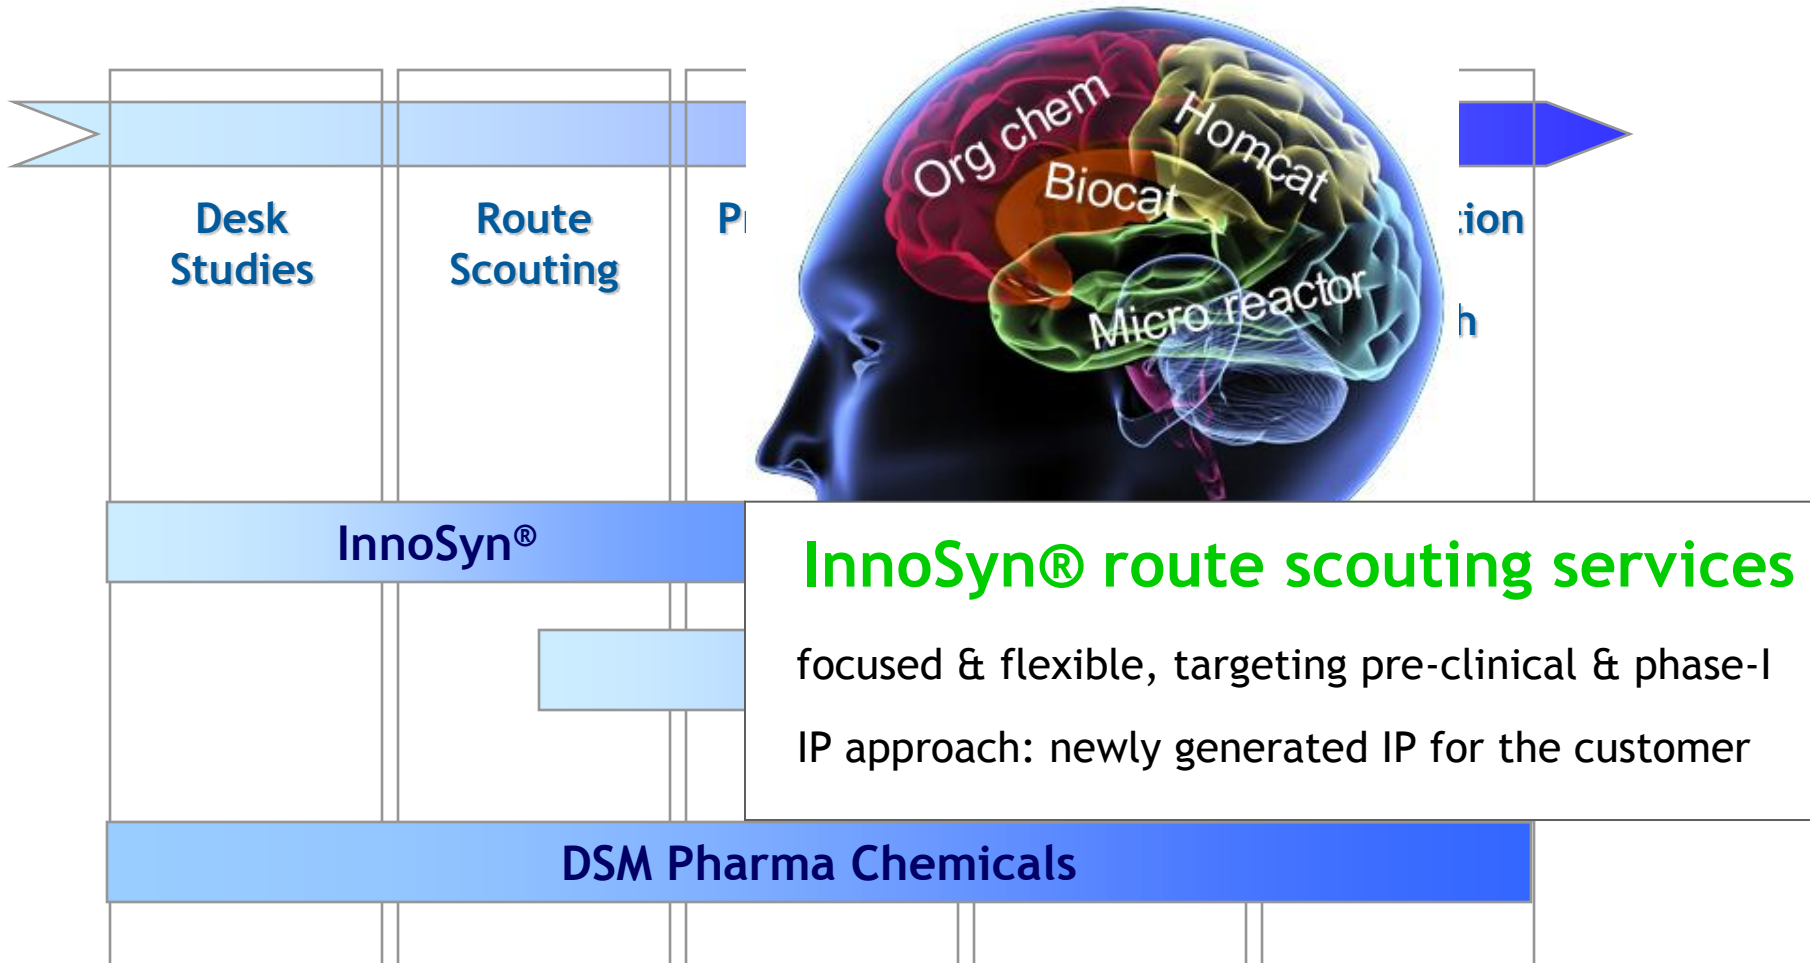 Desk
Studies
Route
Scouting
Org chem
Homcat
Biocat
Micro reactor
InnoSyn®
InnoSyn® route scouting services
focused & flexible, targeting pre-clinical & phase-I
IP approach: newly generated IP for the customer
DSM Pharma Chemicals